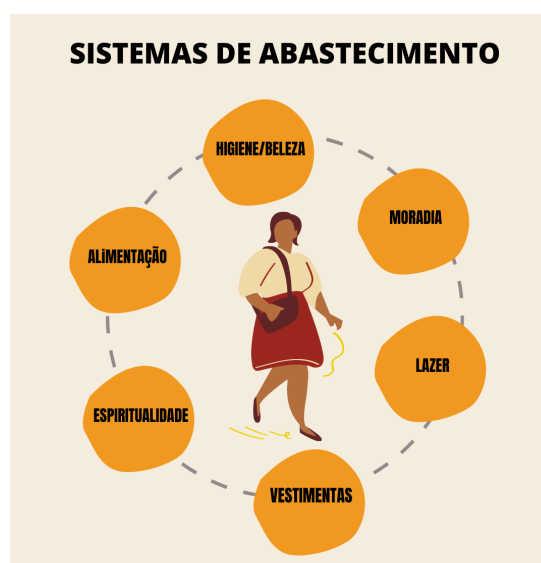 SISTEMAS DE ABASTECIMENTO
HIGIENE/BELEZA
MORADIA
ALiMENTAÇÃO
LAZER
ESPIRITUALIDADE
VESTIMENTAS